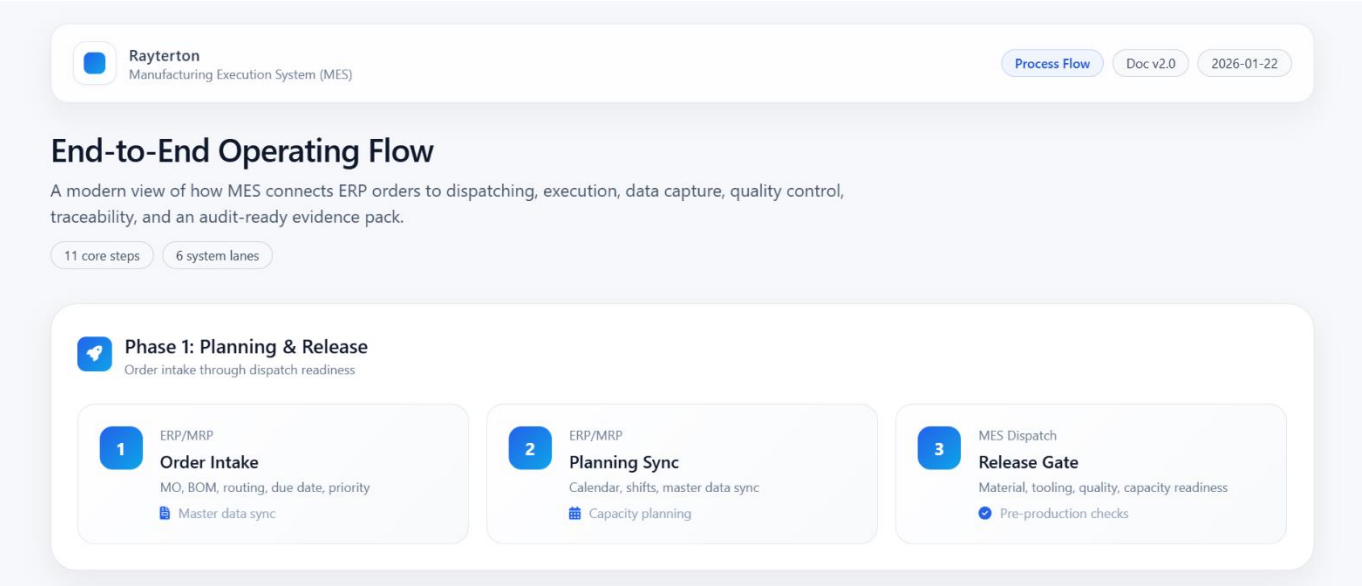 Rayterton
Manufacturing Execution System (MES)
Process Flow
Doc v2.0
2026-01-22
End-to-End Operating Flow
A modern view of how MES connects ERP orders to dispatching, execution, data capture, quality control,
traceability, and an audit-ready evidence pack.
11 core steps
6 system lanes
Phase 1: Planning & Release
Order intake through dispatch readiness
1
ERP/MRP
Order Intake
MO, BOM, routing, due date, priority
Master data sync
2
ERP/MRP
Planning Sync
Calendar, shifts, master data sync
Capacity planning
3
MES Dispatch
Release Gate
Material, tooling, quality, capacity readiness
Pre-production checks